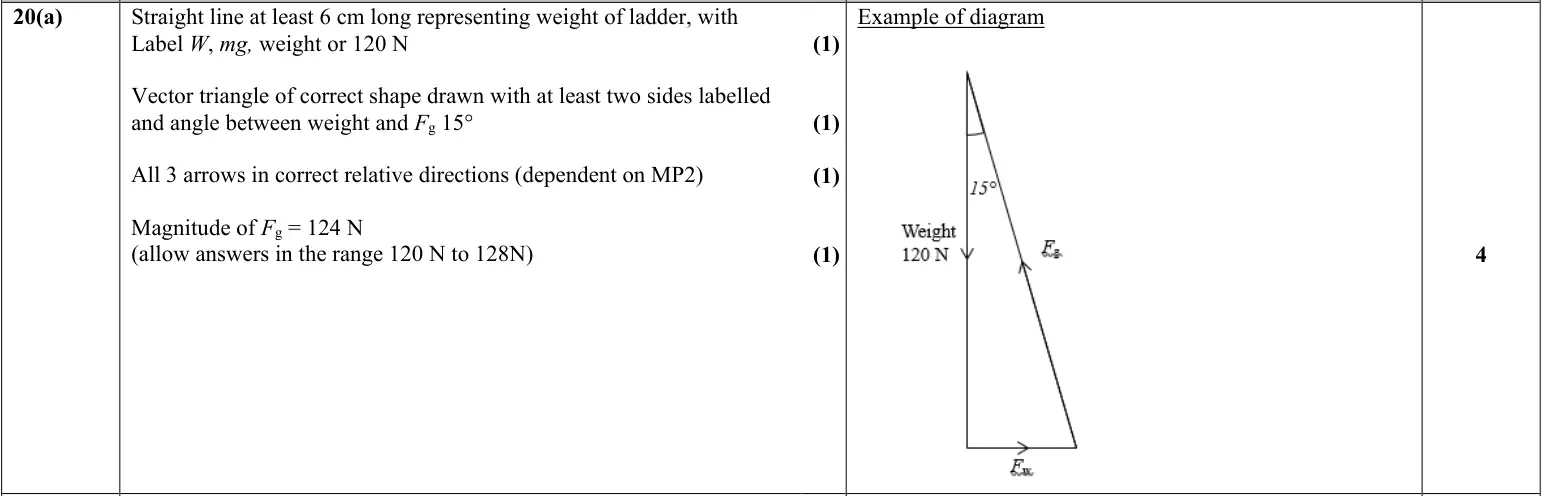 20(a)
Straight line at least 6 cm long representing weight of ladder, with
Label W, mg, weight or 120 N (1)
Vector triangle of correct shape drawn with at least two sides labelled
and angle between weight and Fg 15° (1)
All 3 arrows in correct relative directions (dependent on MP2) (1)
Magnitude of Fg = 124 N
(allow answers in the range 120 N to 128N) (1)
Example of diagram
15°
Weight
120 N
Fg
Fw
4